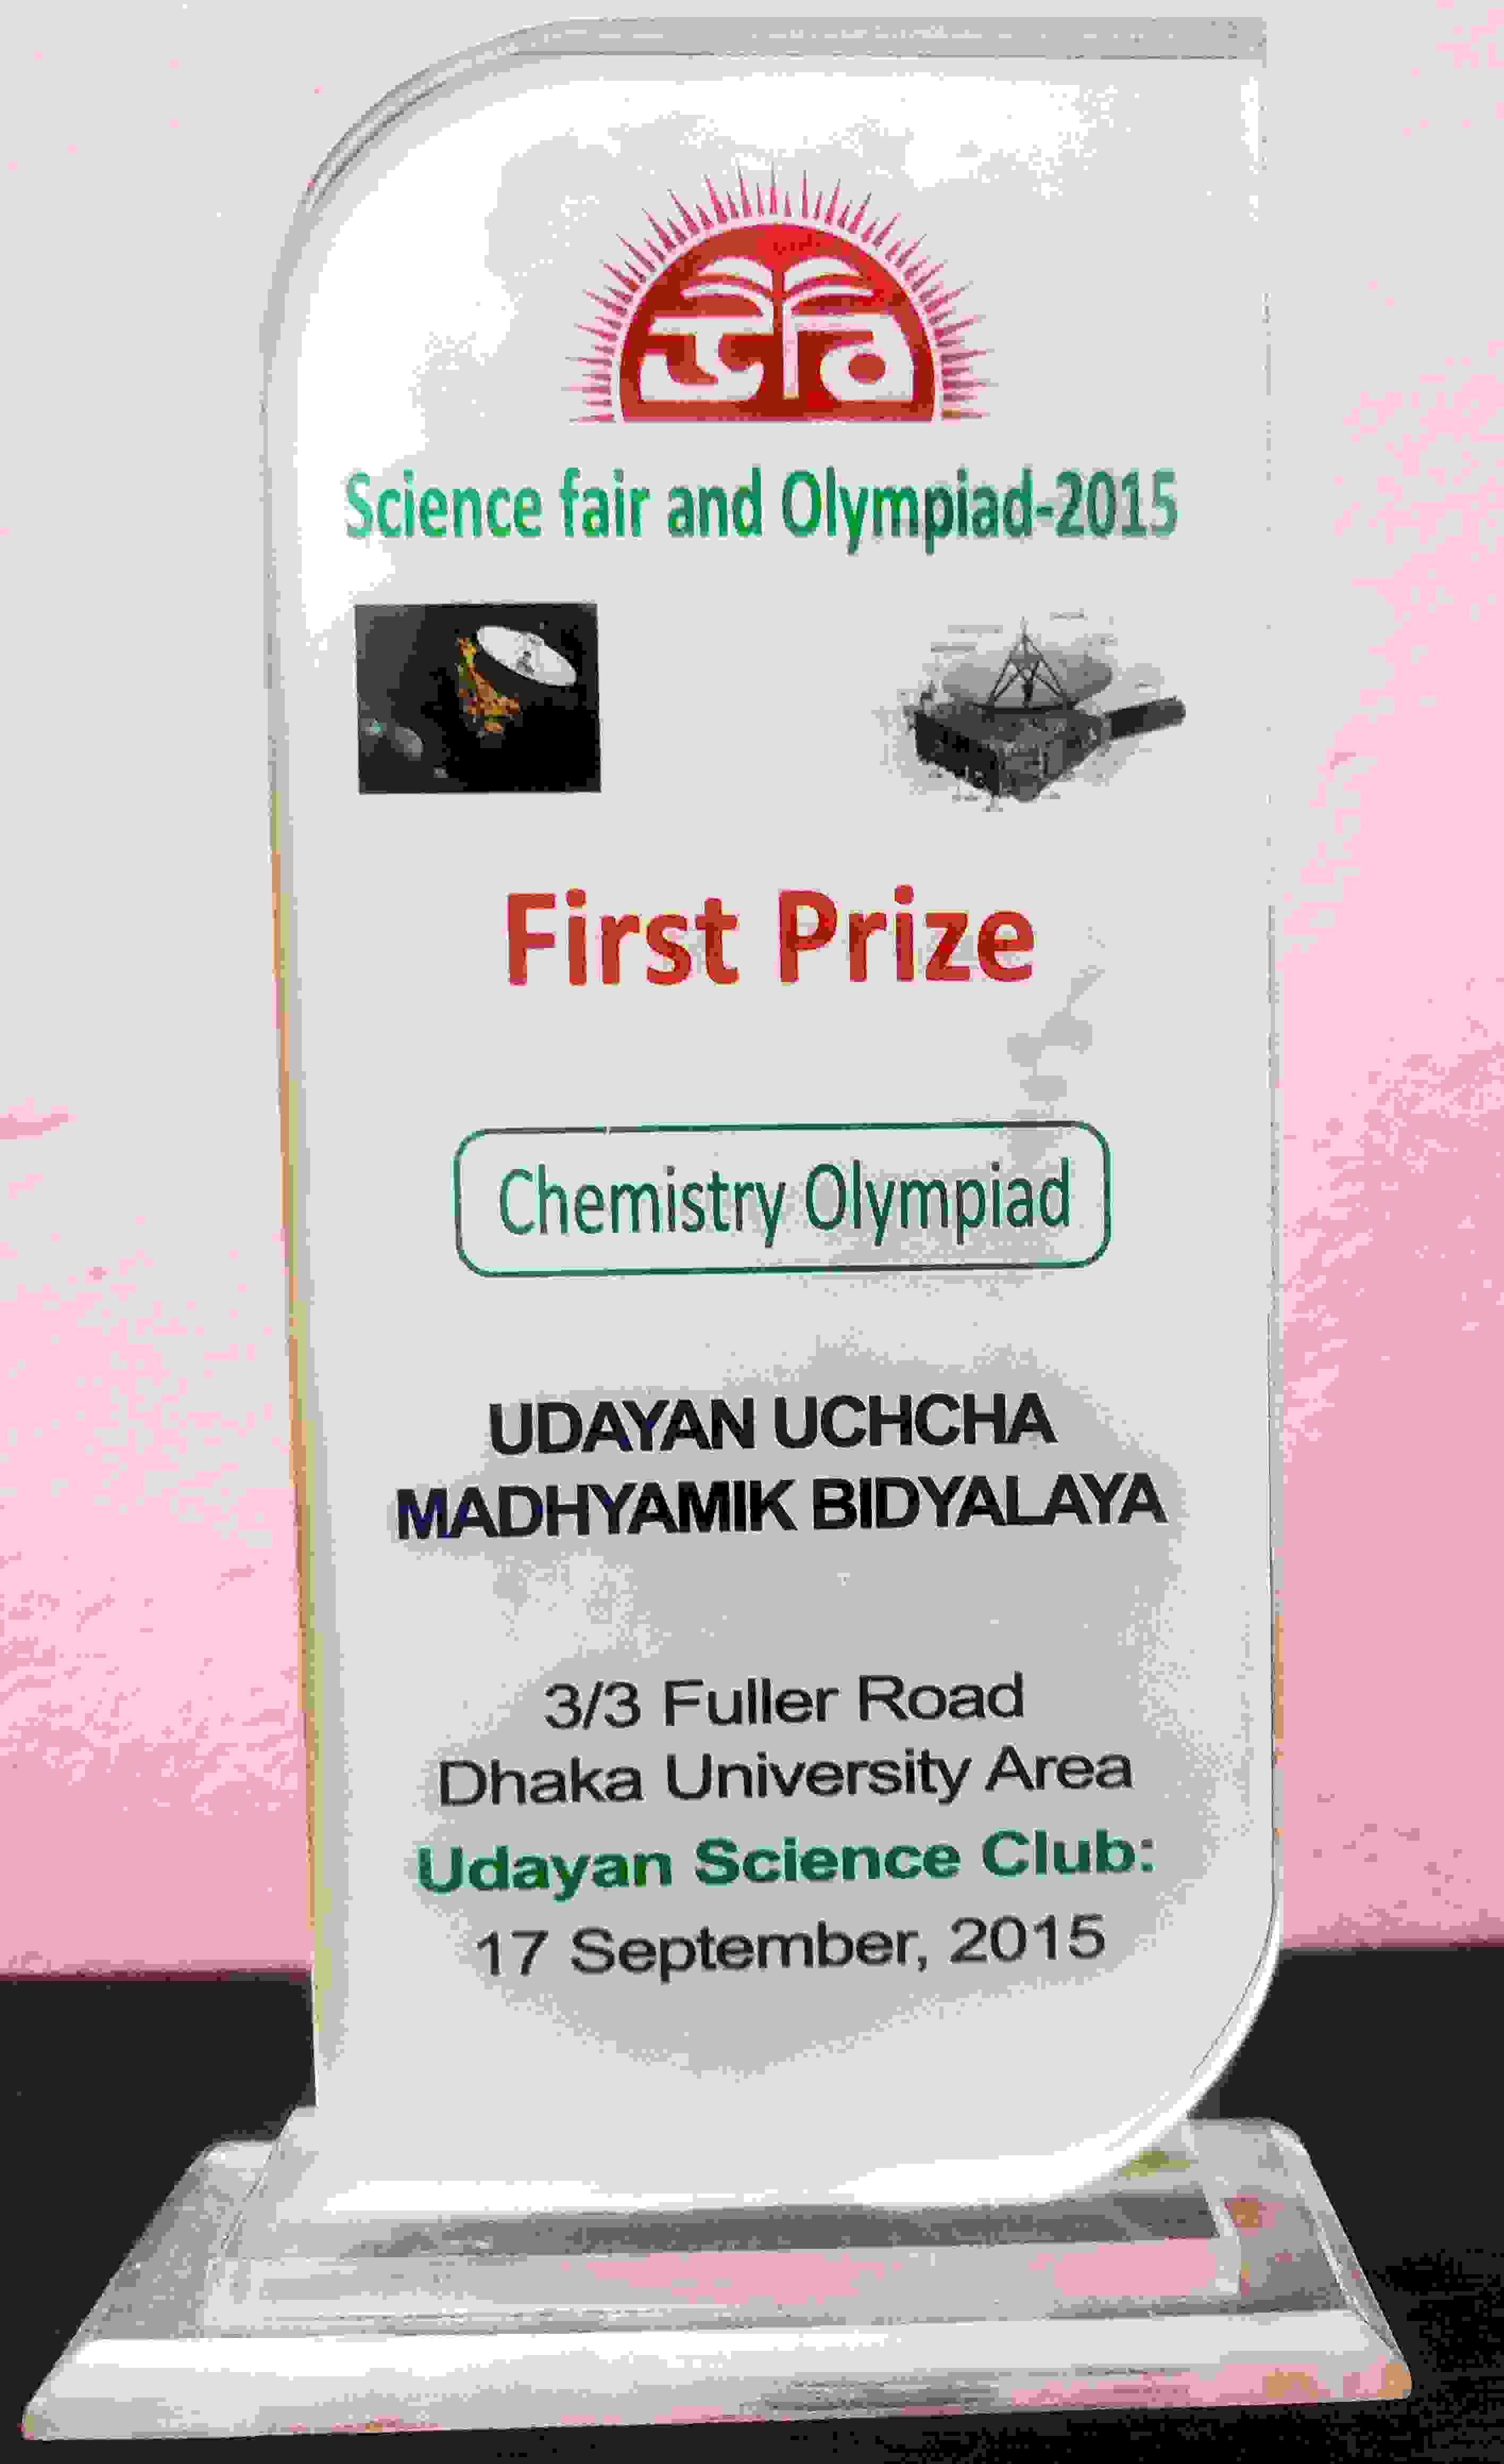 Science fair and Olympiad-2015
First Prize
Chemistry Olympiad
UDAYAN UCHCHA
MADHYAMIK BIDYALAYA
3/3 Fuller Road
Dhaka University Area
Udayan Science Club:
17 September, 2015